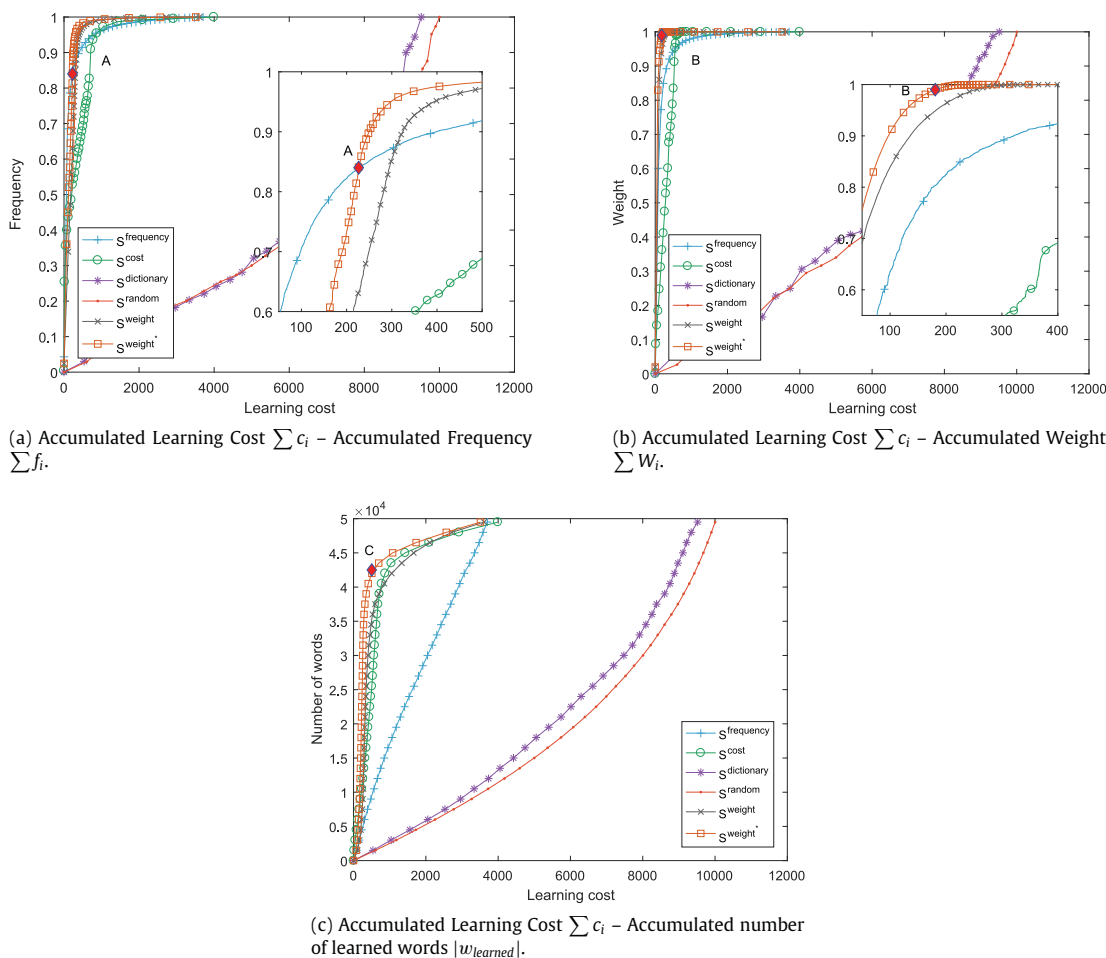 A
A
Frequency
1
0.9
0.8
0.7
0.6
0.5
0.4
0.3
0.2
0.1
0
1
0.9
0.8
0.7
0.6
100 200 300 400 500
S^frequency
S^cost
S^dictionary
S^random
S^weight
S^weight*
0 2000 4000 6000 8000 10000 12000
Learning cost
(a) Accumulated Learning Cost ∑ c_i – Accumulated Frequency
∑ f_i.
B
B
Weight
1
0.9
0.8
0.7
0.6
0.5
0.4
0.3
0.2
0.1
0
1
0.9
0.8
0.7
0.6
100 200 300 400
S^frequency
S^cost
S^dictionary
S^random
S^weight
S^weight*
0 2000 4000 6000 8000 10000 12000
Learning cost
(b) Accumulated Learning Cost ∑ c_i – Accumulated Weight
∑ W_i.
×10^4
C
Number of words
5
4.5
4
3.5
3
2.5
2
1.5
1
0.5
0
S^frequency
S^cost
S^dictionary
S^random
S^weight
S^weight*
0 2000 4000 6000 8000 10000 12000
Learning cost
(c) Accumulated Learning Cost ∑ c_i – Accumulated number
of learned words |w_learned|.